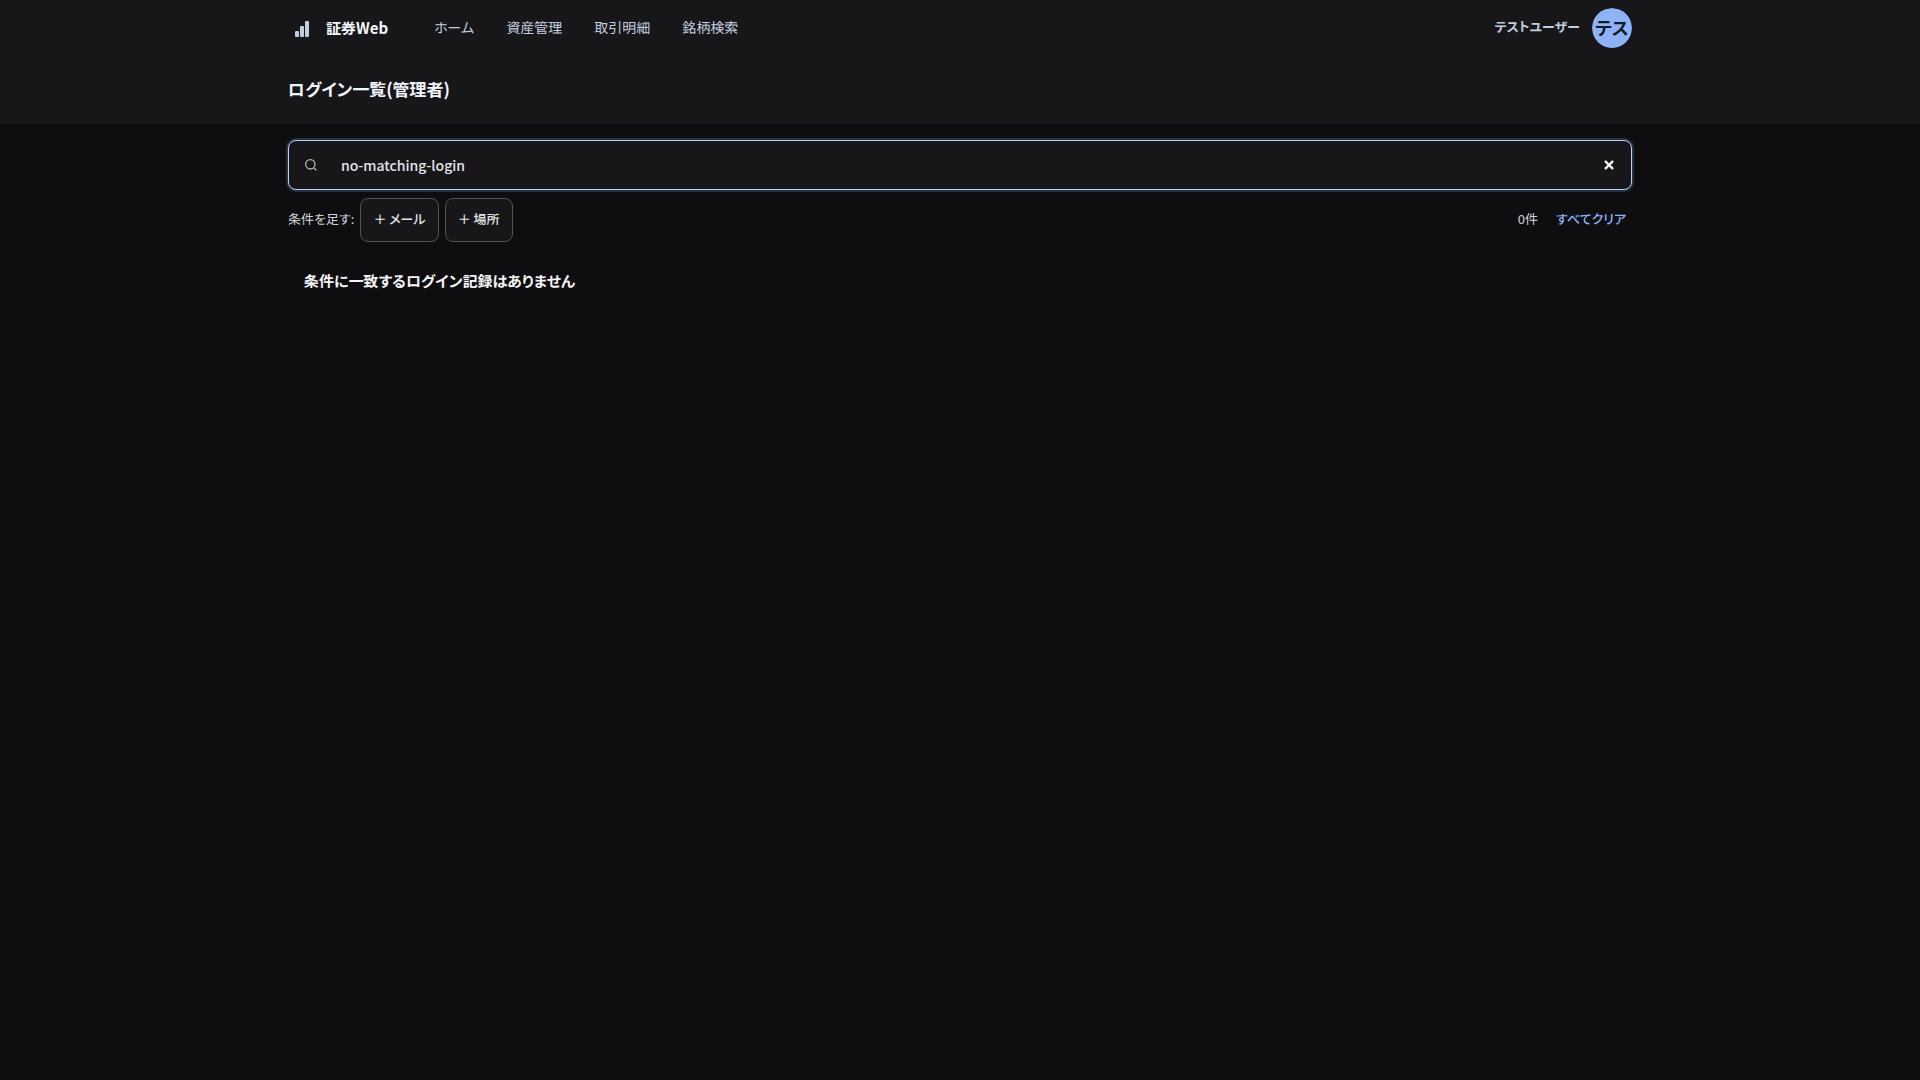 証券Web ホーム 資産管理 取引明細 銘柄検索 テストユーザー テス
ログイン一覧(管理者)
no-matching-login
条件を足す: ＋メール ＋場所 0件 すべてクリア
条件に一致するログイン記録はありません